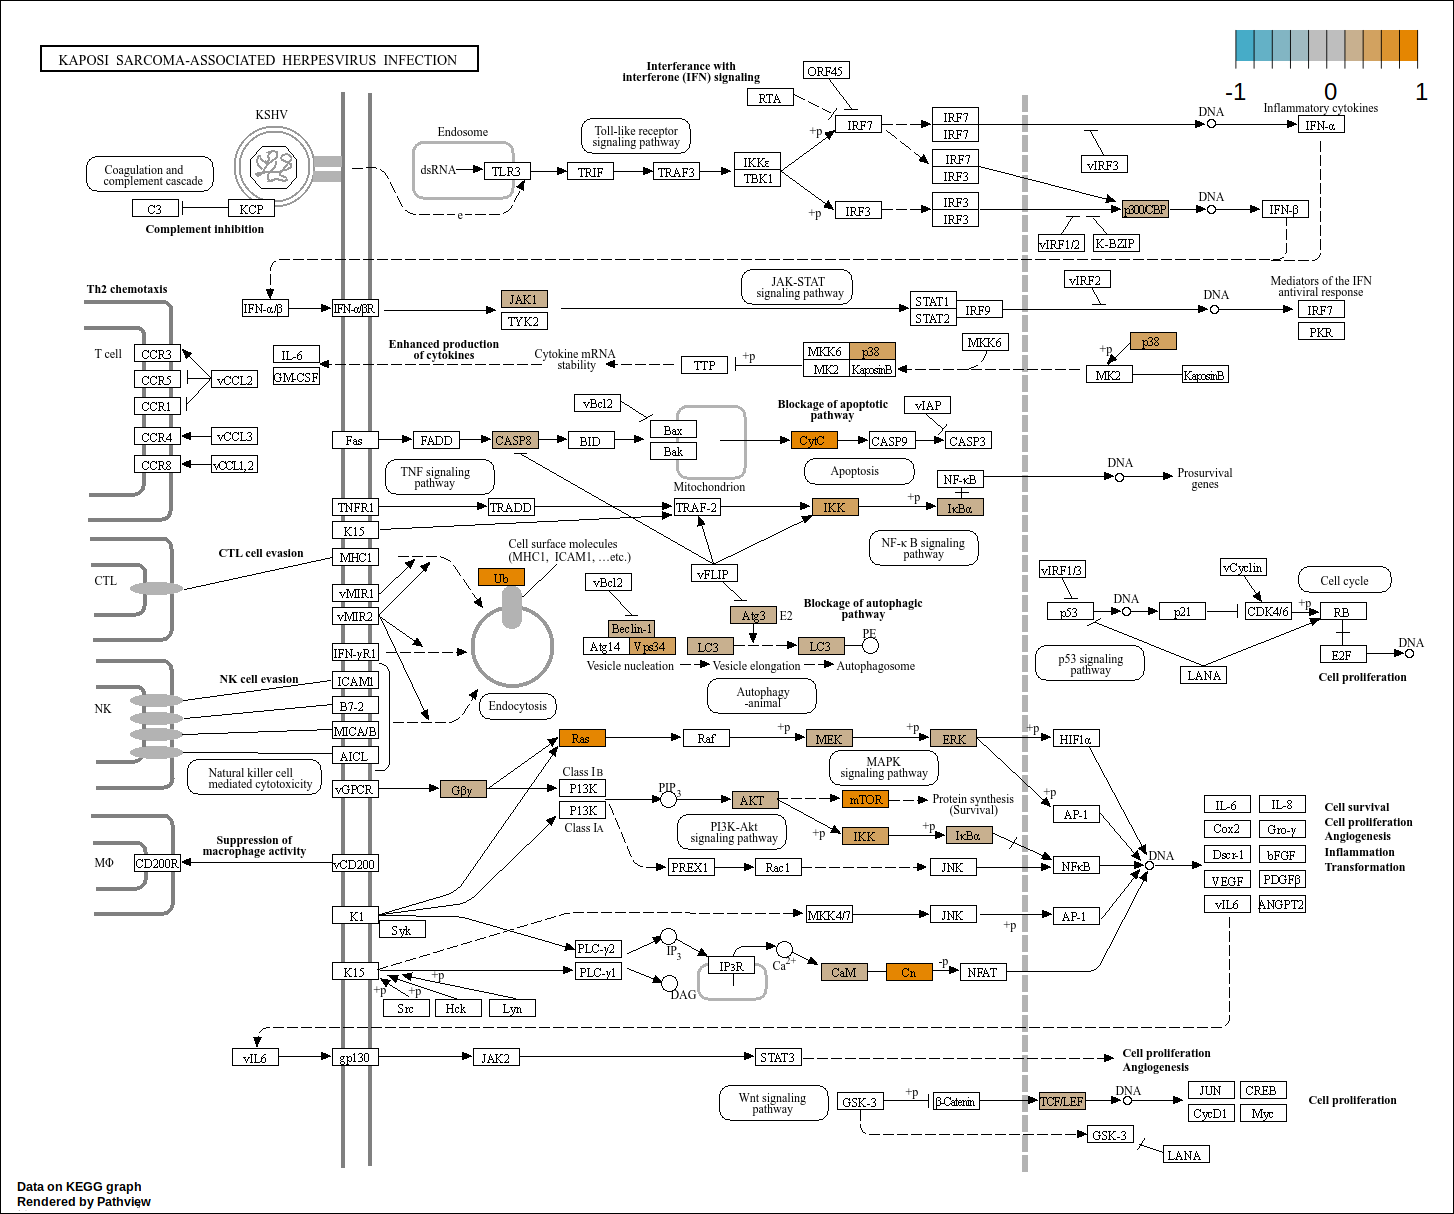 KAPOSI SARCOMA-ASSOCIATED HERPESVIRUS INFECTION
-1
0
1
Interferance with
interferone (IFN) signaling
ORF45
RTA
IRF7
+p
IRF7
IRF7
DNA
Inflammatory cytokines
IFN-α
KSHV
Endosome
Toll-like receptor
signaling pathway
Coagulation and
complement cascade
dsRNA
TLR3
TRIF
TRAF3
IKKε
TBK1
IRF7
IRF3
vIRF3
C3
KCP
Complement inhibition
e
+p
IRF3
IRF3
IRF3
p300/CBP
DNA
IFN-β
vIRF1/2
K-BZIP
Th2 chemotaxis
IFN-α/β
IFN-α/βR
JAK1
TYK2
JAK-STAT
signaling pathway
STAT1
STAT2
IRF9
vIRF2
DNA
Mediators of the IFN
antiviral response
IRF7
PKR
T cell
CCR3
CCR5
CCR1
CCR4
CCR8
vCCL2
vCCL3
vCCL1,2
IL-6
GM-CSF
Enhanced production
of cytokines
Cytokine mRNA
stability
TTP
+p
MKK6
p38
MK2
KaposinB
MKK6
p38
+p
MK2
KaposinB
vBcl2
Blockage of apoptotic
pathway
vIAP
Fas
FADD
CASP8
BID
Bax
Bak
CytC
CASP9
CASP3
TNF signaling
pathway
Mitochondrion
Apoptosis
NF-κB
DNA
Prosurvival
genes
TNFR1
TRADD
TRAF-2
IKK
+p
IκBα
K15
NF-κ B signaling
pathway
CTL cell evasion
MHC1
Cell surface molecules
(MHC1, ICAM1, ...etc.)
CTL
Ub
vBcl2
vFLIP
vIRF1/3
vCyclin
Cell cycle
vMIR1
vMIR2
Atg3
E2
Blockage of autophagic
pathway
p53
DNA
p21
CDK4/6
+p
RB
Beclin-1
Atg14
Vps34
LC3
LC3
PE
IFN-γR1
Vesicle nucleation
Vesicle elongation
Autophagosome
p53 signaling
pathway
LANA
E2F
DNA
Cell proliferation
NK cell evasion
ICAM1
NK
B7-2
Endocytosis
Autophagy
-animal
MICA/B
AICL
Ras
Raf
+p
MEK
+p
ERK
+p
HIF1α
MAPK
signaling pathway
Natural killer cell
mediated cytotoxicity
vGPCR
Gβγ
Class IB
P13K
P13K
Class IA
PIP3
AKT
mTOR
Protein synthesis
(Survival)
+p
AP-1
PI3K-Akt
signaling pathway
+p
IKK
+p
IκBα
IL-6
IL-8
Cox2
Gro-γ
Dscr-1
bFGF
VEGF
PDGFβ
vIL6
ANGPT2
Cell survival
Cell proliferation
Angiogenesis
Inflammation
Transformation
Suppression of
macrophage activity
MΦ
CD200R
vCD200
PREX1
Rac1
JNK
NFκB
DNA
K1
Syk
MKK4/7
JNK
+p
AP-1
PLC-γ2
IP3
IP3R
Ca2+
K15
PLC-γ1
DAG
CaM
Cn
-p
NFAT
+p
+p
+p
Src
Hck
Lyn
vIL6
gp130
JAK2
STAT3
Cell proliferation
Angiogenesis
Wnt signaling
pathway
GSK-3
+p
β-Catenin
TCF/LEF
DNA
JUN
CREB
CycD1
Myc
Cell proliferation
GSK-3
LANA
Data on KEGG graph
Rendered by Pathview